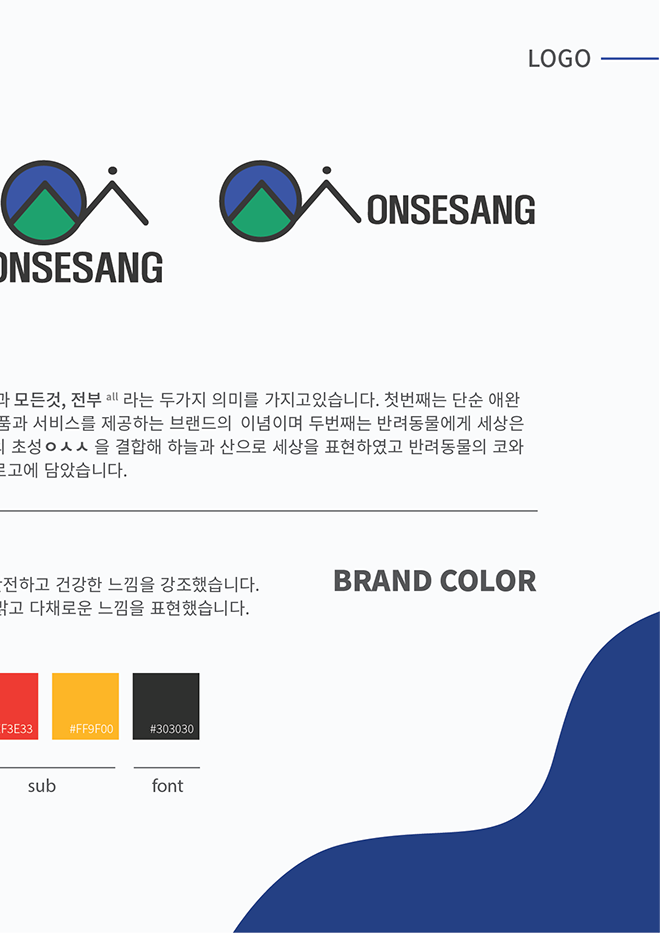 LOGO
ONSESANG
ONSESANG
과 모든것, 전부 all 라는 두가지 의미를 가지고있습니다. 첫번째는 단순 애완
품과 서비스를 제공하는 브랜드의 이념이며 두번째는 반려동물에게 세상은
의 초성ㅇㅅㅅ 을 결합해 하늘과 산으로 세상을 표현하였고 반려동물의 코와
로고에 담았습니다.
안전하고 건강한 느낌을 강조했습니다.
맑고 다채로운 느낌을 표현했습니다.
BRAND COLOR
F3E33
#FF9F00
#303030
sub
font